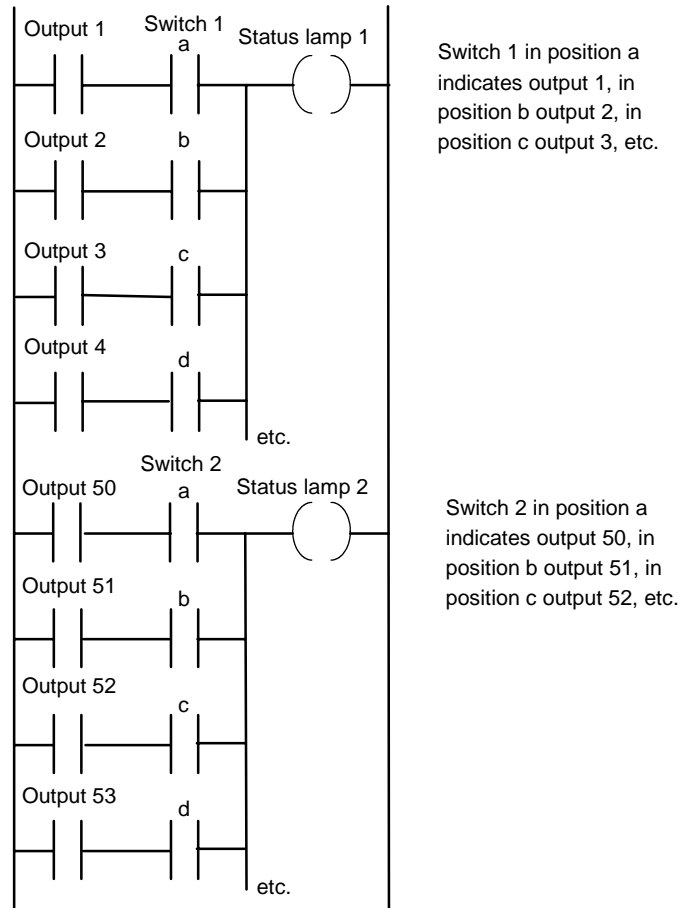 Output 1
Switch 1
Status lamp 1
a
Switch 1 in position a
indicates output 1, in
position b output 2, in
position c output 3, etc.
Output 2
b
Output 3
c
Output 4
d
etc.
Switch 2
Output 50
a
Status lamp 2
Switch 2 in position a
indicates output 50, in
position b output 51, in
position c output 52, etc.
Output 51
b
Output 52
c
Output 53
d
etc.